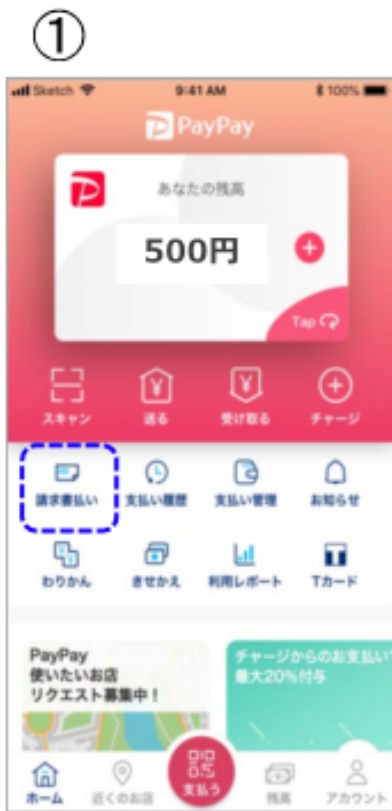 ①
Sketch 9:41 AM 100%
PayPay
あなたの残高
500円
Tap
スキャン 送る 受け取る チャージ
請求書払い 支払い履歴 支払い管理 お知らせ
わりかん きせかえ 利用レポート Tカード
PayPay
使いたいお店
リクエスト募集中！
チャージからのお支払い
最大20%付与
ホーム 近くのお店 支払う 残高 アカウント